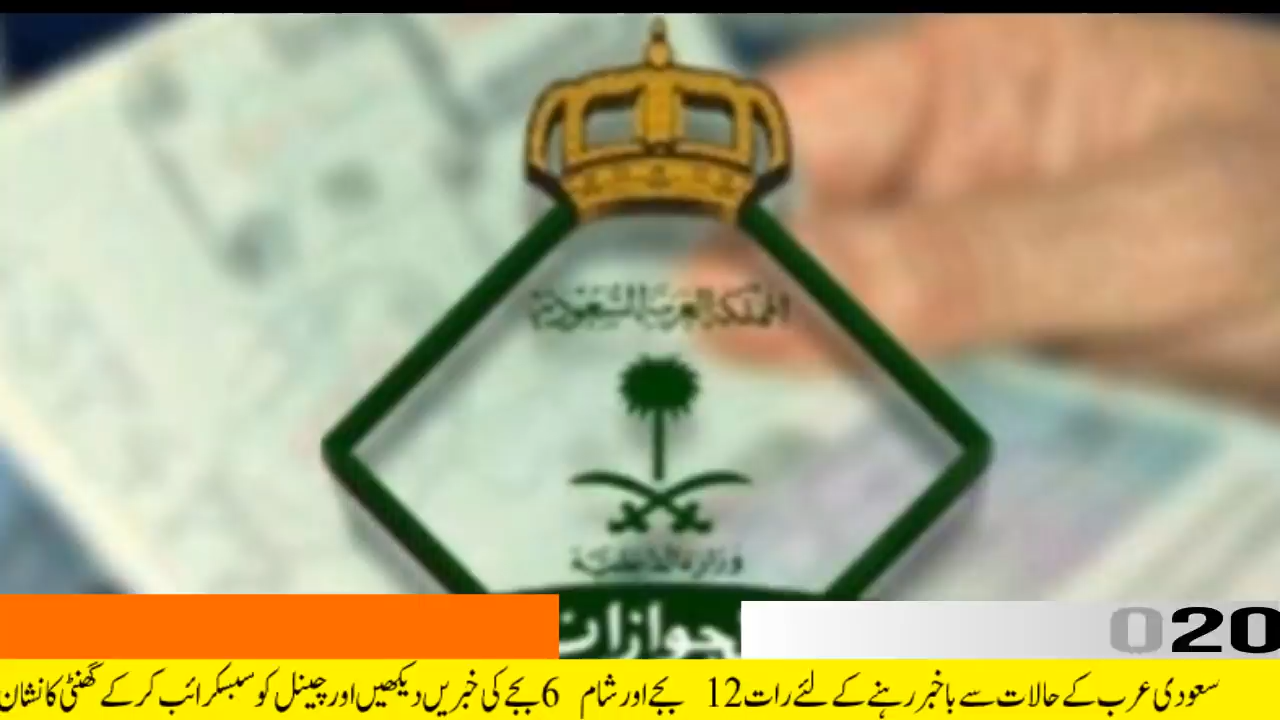 المملكة العربية السعودية
وزارة الداخلية
لجوازات
020
سعودی عرب کے حالات سے باخبر رہنے کے لئے رات 12 بجے اور شام 6 بجے کی خبریں دیکھیں اور چینل کو سبسکرائب کر کے گھنٹی کا نشان